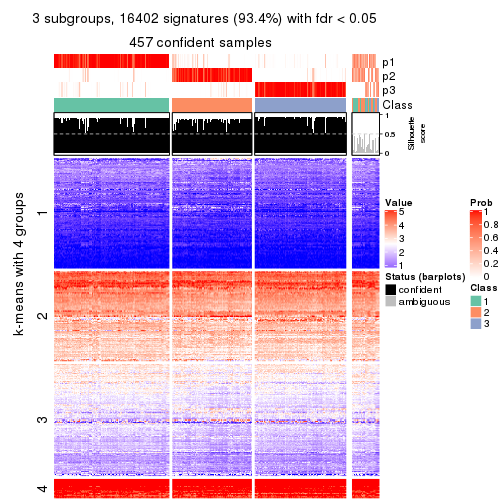 3 subgroups, 16402 signatures (93.4%) with fdr < 0.05
457 confident samples
p1
p2
p3
Class
1
0.5
0
Silhouette
score
k-means with 4 groups
1
2
3
4
Value
5
4
3
2
1
Status (barplots)
confident
ambiguous
Prob
1
0.8
0.6
0.4
0.2
0
Class
1
2
3